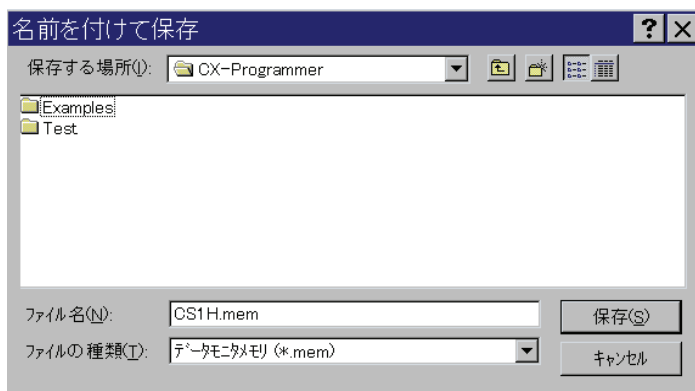 名前を付けて保存
保存する場所(I): CX-Programmer
Examples
Test
ファイル名(N): CS1H.mem 保存(S)
ファイルの種類(T): ﾃﾞｰﾀﾓﾆﾀﾒﾓﾘ (*.mem) ｷｬﾝｾﾙ